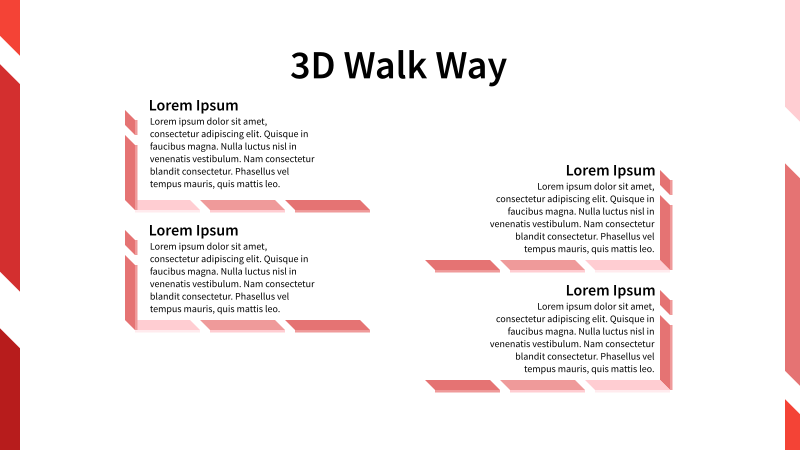 3D Walk Way
Lorem Ipsum
Lorem ipsum dolor sit amet,
consectetur adipiscing elit. Quisque in
faucibus magna. Nulla luctus nisl in
venenatis vestibulum. Nam consectetur
blandit consectetur. Phasellus vel
tempus mauris, quis mattis leo.
Lorem Ipsum
Lorem ipsum dolor sit amet,
consectetur adipiscing elit. Quisque in
faucibus magna. Nulla luctus nisl in
venenatis vestibulum. Nam consectetur
blandit consectetur. Phasellus vel
tempus mauris, quis mattis leo.
Lorem Ipsum
Lorem ipsum dolor sit amet,
consectetur adipiscing elit. Quisque in
faucibus magna. Nulla luctus nisl in
venenatis vestibulum. Nam consectetur
blandit consectetur. Phasellus vel
tempus mauris, quis mattis leo.
Lorem Ipsum
Lorem ipsum dolor sit amet,
consectetur adipiscing elit. Quisque in
faucibus magna. Nulla luctus nisl in
venenatis vestibulum. Nam consectetur
blandit consectetur. Phasellus vel
tempus mauris, quis mattis leo.